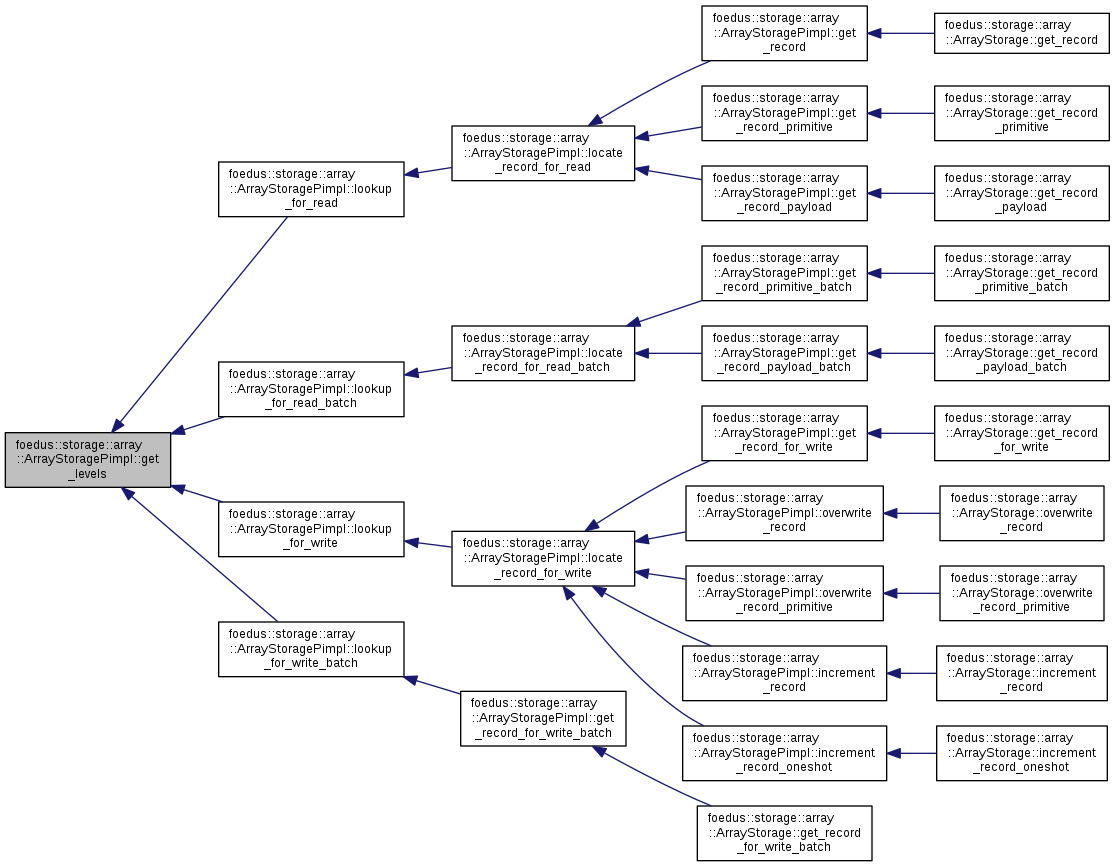 foedus::storage::array
::ArrayStoragePimpl::get
_levels
foedus::storage::array
::ArrayStoragePimpl::lookup
_for_read
foedus::storage::array
::ArrayStoragePimpl::locate
_record_for_read
foedus::storage::array
::ArrayStoragePimpl::get
_record
foedus::storage::array
::ArrayStorage::get_record
foedus::storage::array
::ArrayStoragePimpl::get
_record_primitive
foedus::storage::array
::ArrayStorage::get_record
_primitive
foedus::storage::array
::ArrayStoragePimpl::get
_record_payload
foedus::storage::array
::ArrayStorage::get_record
_payload
foedus::storage::array
::ArrayStoragePimpl::lookup
_for_read_batch
foedus::storage::array
::ArrayStoragePimpl::locate
_record_for_read_batch
foedus::storage::array
::ArrayStoragePimpl::get
_record_primitive_batch
foedus::storage::array
::ArrayStorage::get_record
_primitive_batch
foedus::storage::array
::ArrayStoragePimpl::get
_record_payload_batch
foedus::storage::array
::ArrayStorage::get_record
_payload_batch
foedus::storage::array
::ArrayStoragePimpl::lookup
_for_write
foedus::storage::array
::ArrayStoragePimpl::locate
_record_for_write
foedus::storage::array
::ArrayStoragePimpl::get
_record_for_write
foedus::storage::array
::ArrayStorage::get_record
_for_write
foedus::storage::array
::ArrayStoragePimpl::overwrite
_record
foedus::storage::array
::ArrayStorage::overwrite
_record
foedus::storage::array
::ArrayStoragePimpl::overwrite
_record_primitive
foedus::storage::array
::ArrayStorage::overwrite
_record_primitive
foedus::storage::array
::ArrayStoragePimpl::increment
_record
foedus::storage::array
::ArrayStorage::increment
_record
foedus::storage::array
::ArrayStoragePimpl::increment
_record_oneshot
foedus::storage::array
::ArrayStorage::increment
_record_oneshot
foedus::storage::array
::ArrayStoragePimpl::lookup
_for_write_batch
foedus::storage::array
::ArrayStoragePimpl::get
_record_for_write_batch
foedus::storage::array
::ArrayStorage::get_record
_for_write_batch